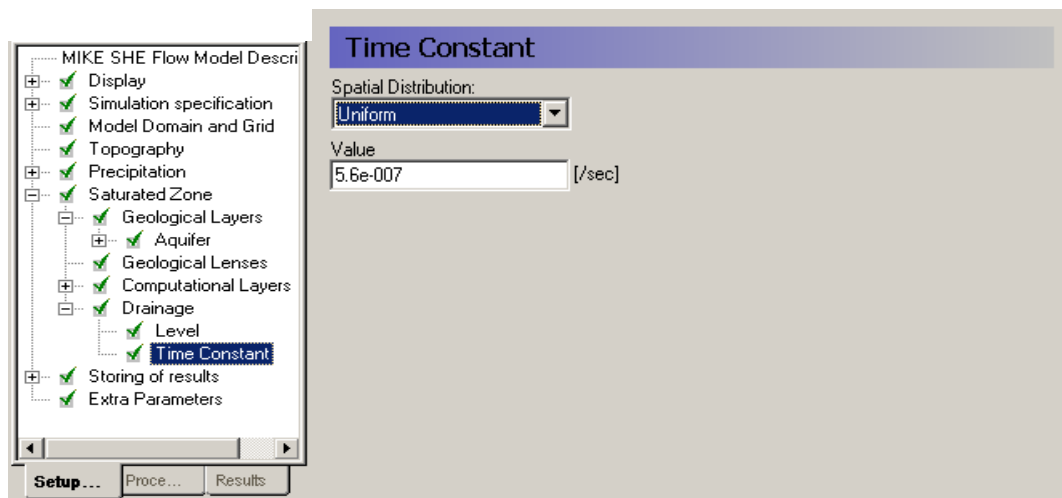 MIKE SHE Flow Model Descri
Display
Simulation specification
Model Domain and Grid
Topography
Precipitation
Saturated Zone
Geological Layers
Aquifer
Geological Lenses
Computational Layers
Drainage
Level
Time Constant
Storing of results
Extra Parameters
Setup... Proce... Results
Time Constant
Spatial Distribution:
Uniform
Value
5.6e-007 [/sec]